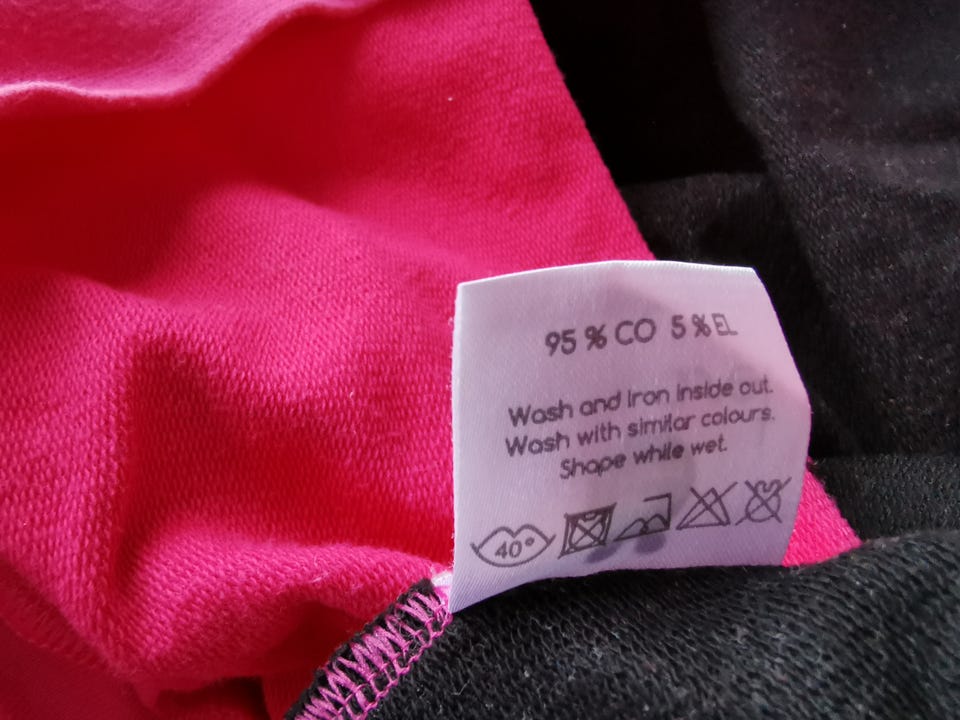 95 % CO 5 % EL
Wash and iron inside out.
Wash with similar colours.
Shape while wet.
40°